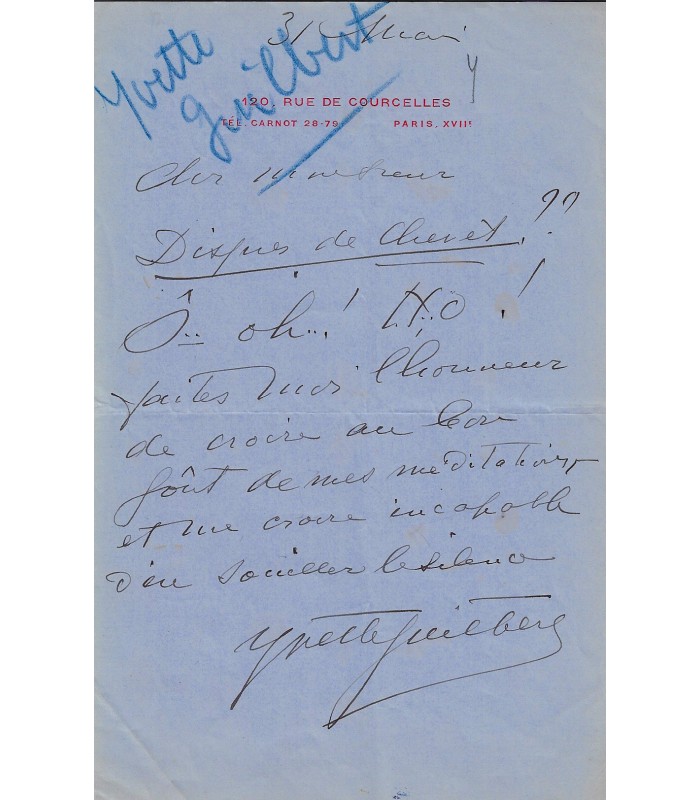 31 Mai
Yvette
Guilbert
Y
120, RUE DE COURCELLES
TÉL. CARNOT 28-79 PARIS, XVIIᵉ
Cher Monsieur
Disques de Chevet. ??
Ô.. oh..! !
faites moi l'honneur
de croire au bon
goût de mes méditations,
et me croire incapable
d'en souiller le silence
Yvette Guilbert